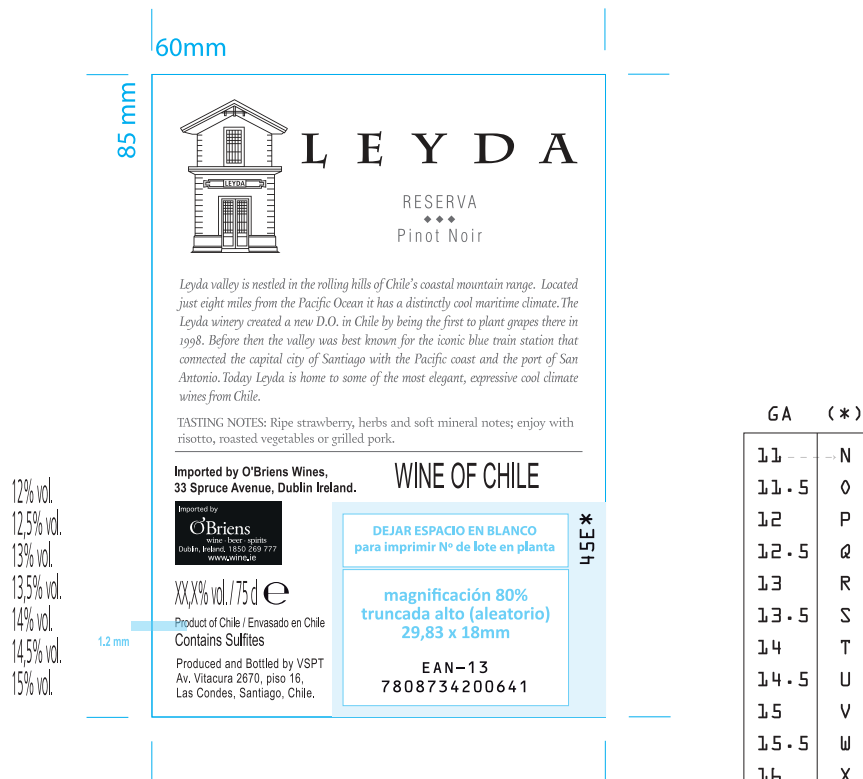 60mm
85 mm
LEYDA
LEYDA
RESERVA
Pinot Noir
Leyda valley is nestled in the rolling hills of Chile's coastal mountain range. Located
just eight miles from the Pacific Ocean it has a distinctly cool maritime climate. The
Leyda winery created a new D.O. in Chile by being the first to plant grapes there in
1998. Before then the valley was best known for the iconic blue train station that
connected the capital city of Santiago with the Pacific coast and the port of San
Antonio. Today Leyda is home to some of the most elegant, expressive cool climate
wines from Chile.
TASTING NOTES: Ripe strawberry, herbs and soft mineral notes; enjoy with
risotto, roasted vegetables or grilled pork.
Imported by O'Briens Wines,
33 Spruce Avenue, Dublin Ireland.
WINE OF CHILE
Imported by
O'Briens
wine · beer · spirits
Dublin, Ireland. 1850 269 777
www.wine.ie
XX,X% vol. / 75 cl e
Product of Chile / Envasado en Chile
Contains Sulfites
Produced and Bottled by VSPT
Av. Vitacura 2670, piso 16,
Las Condes, Santiago, Chile.
1.2 mm
DEJAR ESPACIO EN BLANCO
para imprimir Nº de lote en planta
45E*
magnificación 80%
truncada alto (aleatorio)
29,83 x 18mm
EAN-13
7808734200641
12% vol.
12,5% vol.
13% vol.
13,5% vol.
14% vol.
14,5% vol.
15% vol.
GA (*)
11 N
11.5 O
12 P
12.5 Q
13 R
13.5 S
14 T
14.5 U
15 V
15.5 W
16 X